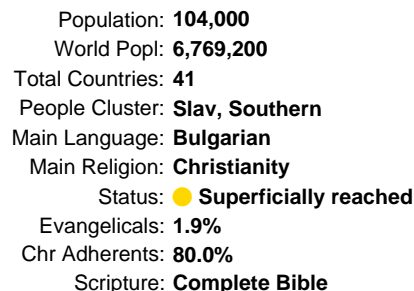 Population: 104,000
World Popl: 6,769,200
Total Countries: 41
People Cluster: Slav, Southern
Main Language: Bulgarian
Main Religion: Christianity
Status: Superficially reached
Evangelicals: 1.9%
Chr Adherents: 80.0%
Scripture: Complete Bible